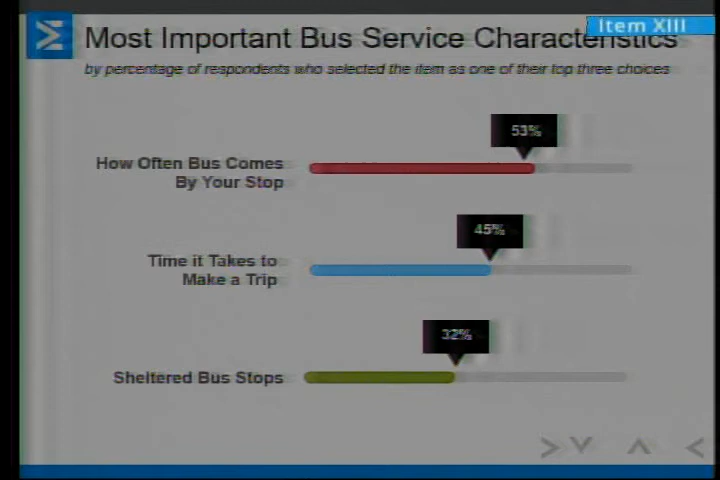 Item XIII
Most Important Bus Service Characteristics
by percentage of respondents who selected the item as one of their top three choices
53%
How Often Bus Comes
By Your Stop
45%
Time it Takes to
Make a Trip
32%
Sheltered Bus Stops